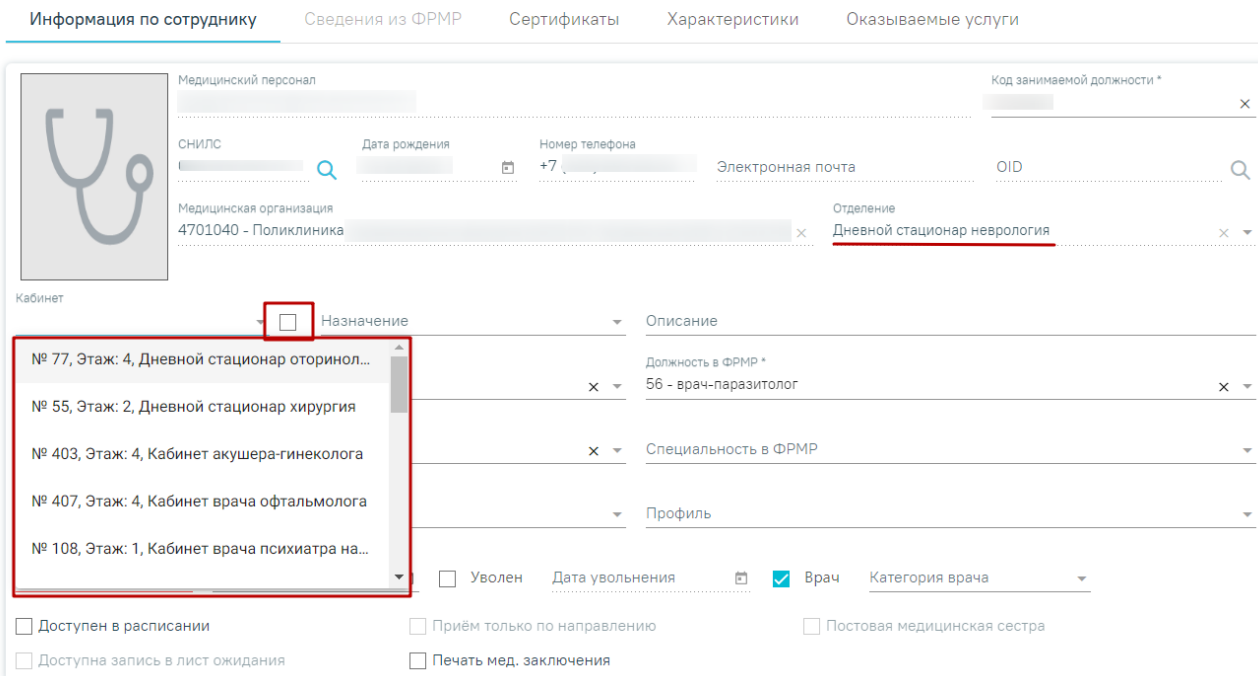 Информация по сотруднику Сведения из ФРМР Сертификаты Характеристики Оказываемые услуги
Медицинский персонал Код занимаемой должности *
СНИЛС Дата рождения Номер телефона
+7 Электронная почта OID
Медицинская организация Отделение
4701040 - Поликлиника Дневной стационар неврология
Кабинет
Назначение Описание
№ 77, Этаж: 4, Дневной стационар оторинол...
Должность в ФРМР *
56 - врач-паразитолог
№ 55, Этаж: 2, Дневной стационар хирургия
№ 403, Этаж: 4, Кабинет акушера-гинеколога Специальность в ФРМР
№ 407, Этаж: 4, Кабинет врача офтальмолога
Профиль
№ 108, Этаж: 1, Кабинет врача психиатра на...
Уволен Дата увольнения Врач Категория врача
Доступен в расписании Приём только по направлению Постовая медицинская сестра
Доступна запись в лист ожидания Печать мед. заключения